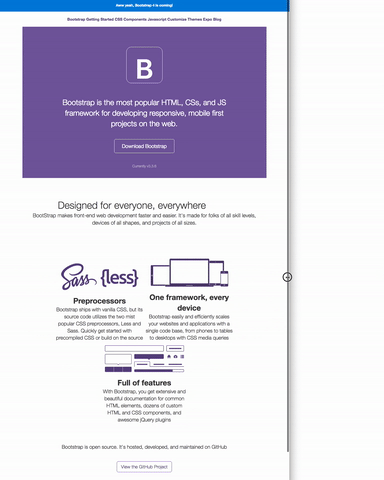 Aww yeah, Bootstrap 4 is coming!
Bootstrap Getting Started CSS Components Javascript Customize Themes Expo Blog
B
Bootstrap is the most popular HTML, CSs, and JS
framework for developing responsive, mobile first
projects on the web.
Download Bootstrap
Designed for everyone, everywhere
BootStrap makes front-end web development faster and easier. It's made for folks of all skill levels,
devices of all shapes, and projects of all sizes.
Sass {less}
Preprocessors
Bootstrap ships with vanilla CSS, but its
source code utilizes the two mist
popular CSS preprocessors, Less and
Sass. Quickly get started with
precompiled CSS or build on the source
One framework, every
device
Bootstrap easily and efficiently scalee
your websites and applications with a
single code base, from phones to tables
to desktops with CSS media queries
Full of features
With Bootstrap, you get extensive and
beautiful documentation for common
HTML elements, dozens of custom
HTML and CSS components, and
awesome jQuery plugins
Bootstrap is open source. It's hosted, developed, and maintained on GitHub
View the GitHub Project